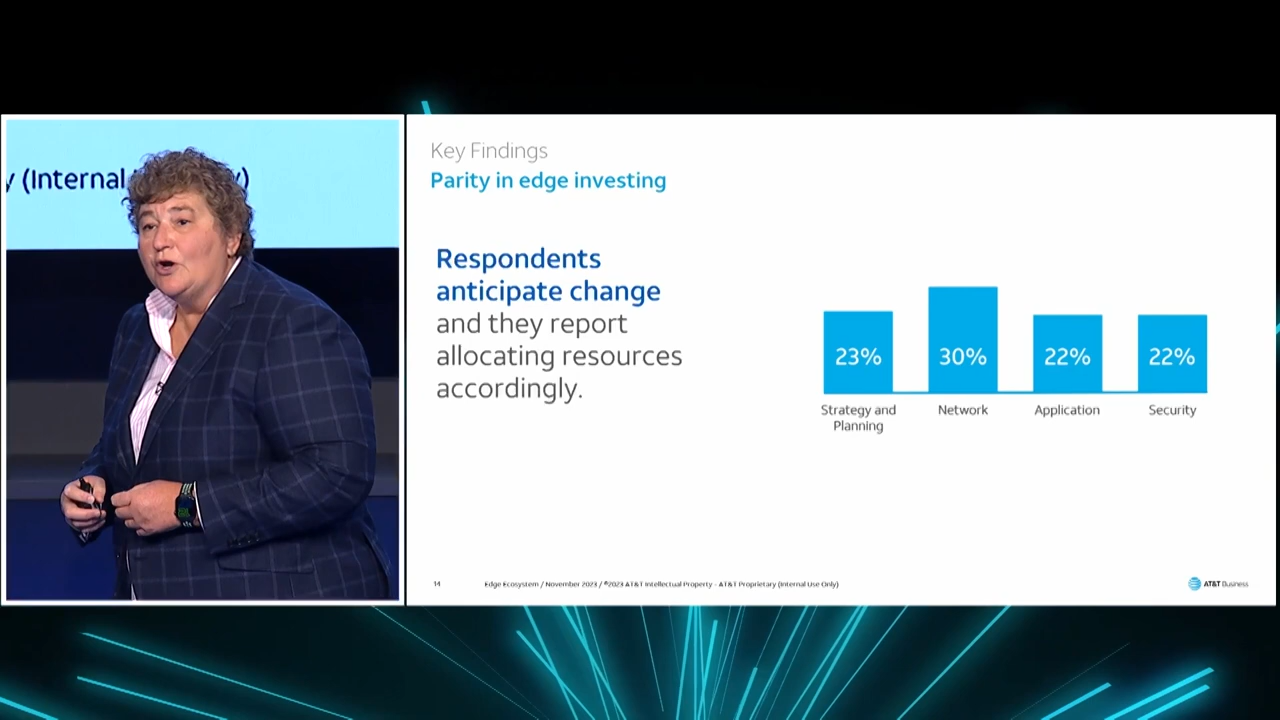 y (Internal
y)
Key Findings
Parity in edge investing
Respondents
anticipate change
and they report
allocating resources
accordingly.
23%
30%
22%
22%
Strategy and
Planning
Network
Application
Security
14
Edge Ecosystem / November 2023 / ©2023 AT&T Intellectual Property - AT&T Proprietary (Internal Use Only)
AT&T Business